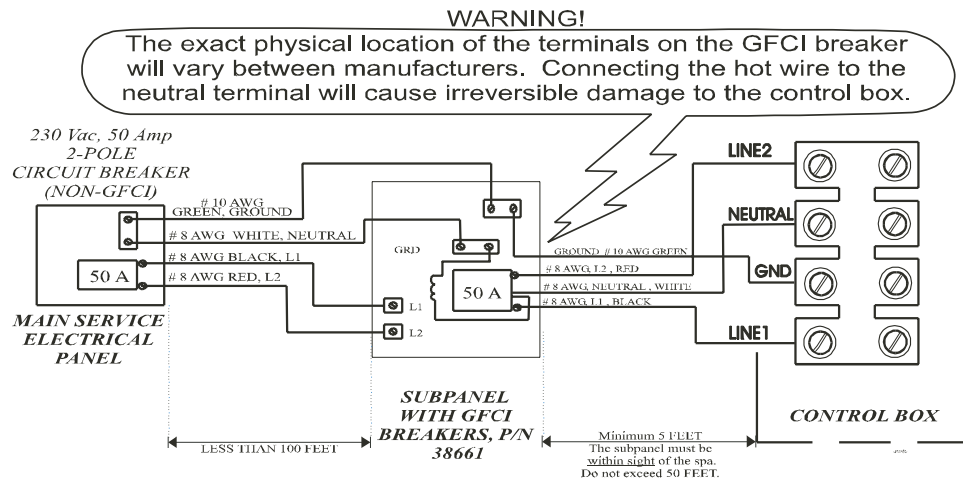 WARNING!
The exact physical location of the terminals on the GFCI breaker
will vary between manufacturers. Connecting the hot wire to the
neutral terminal will cause irreversible damage to the control box.
230 Vac, 50 Amp
2-POLE
CIRCUIT BREAKER
(NON-GFCI)
# 10 AWG
GREEN, GROUND
# 8 AWG WHITE, NEUTRAL
# 8 AWG BLACK, L1
# 8 AWG RED, L2
50 A
MAIN SERVICE
ELECTRICAL
PANEL
GRD
50 A
L1
L2
GROUND # 10 AWG GREEN
# 8 AWG, L2 , RED
# 8 AWG, NEUTRAL , WHITE
# 8 AWG, L1 , BLACK
LINE2
NEUTRAL
GND
LINE1
SUBPANEL
WITH GFCI
BREAKERS, P/N
38661
CONTROL BOX
LESS THAN 100 FEET
Minimum 5 FEET
The subpanel must be
within sight of the spa.
Do not exceed 50 FEET.